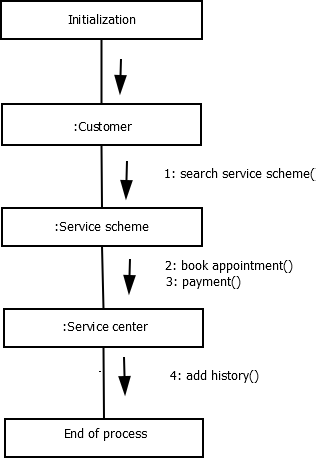 Initialization
:Customer
1: search service scheme(
:Service scheme
2: book appointment()
3: payment()
:Service center
4: add history()
End of process